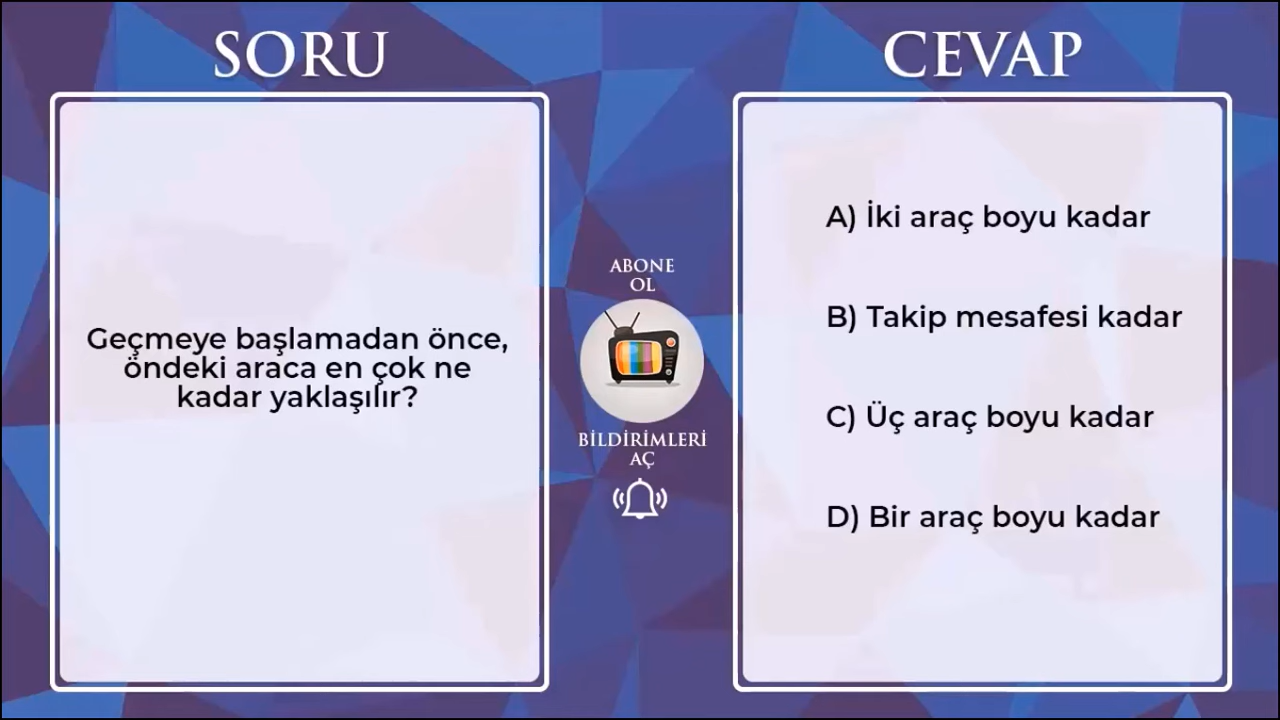 SORU
Geçmeye başlamadan önce,
öndeki araca en çok ne
kadar yaklaşılır?
ABONE
OL
BİLDİRİMLERİ
AÇ
CEVAP
A) İki araç boyu kadar
B) Takip mesafesi kadar
C) Üç araç boyu kadar
D) Bir araç boyu kadar